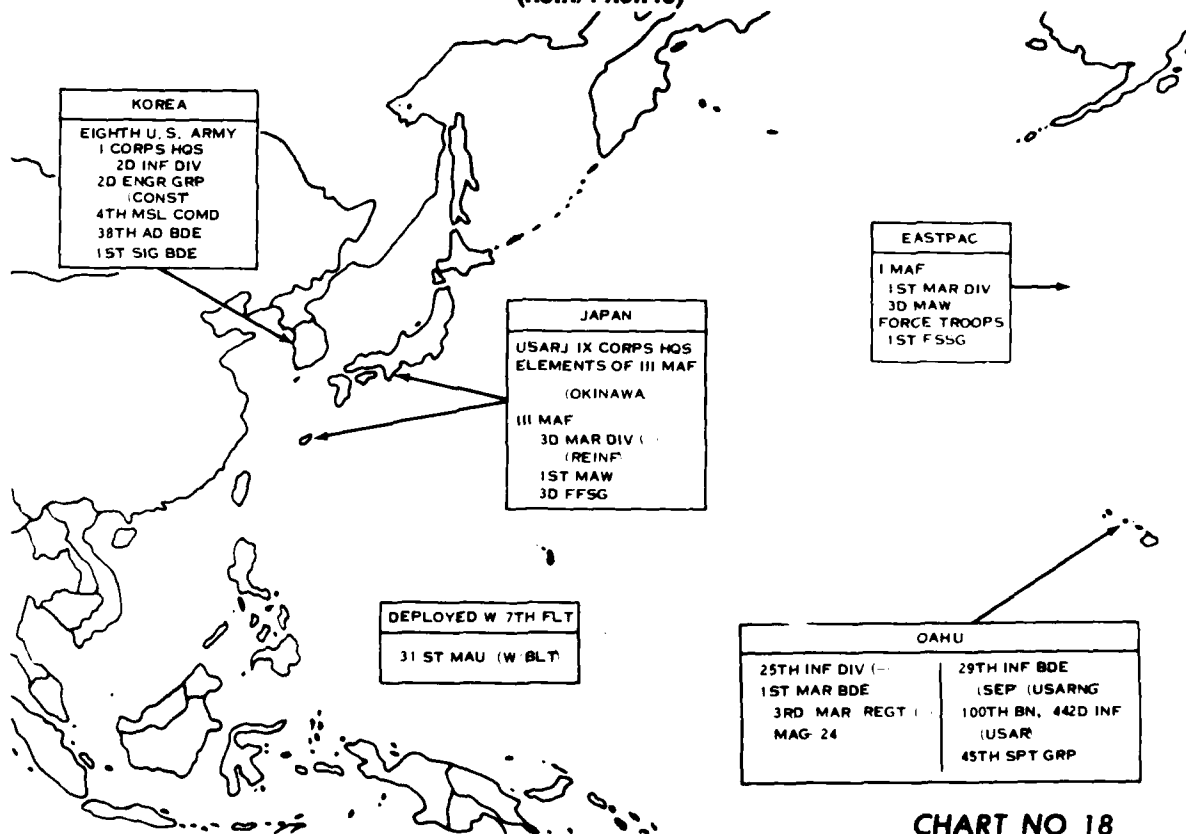 KOREA
EIGHTH U. S. ARMY
I CORPS HQS
2D INF DIV
2D ENGR GRP
(CONST
4TH MSL COMD
38TH AD BDE
1ST SIG BDE
EASTPAC
I MAF
1ST MAR DIV
3D MAW
FORCE TROOPS
1ST FSSG
JAPAN
USARJ IX CORPS HQS
ELEMENTS OF III MAF
(OKINAWA
III MAF
3D MAR DIV (-
(REINF)
1ST MAW
3D FFSG
DEPLOYED W 7TH FLT
31 ST MAU (W BLT)
OAHU
25TH INF DIV (-
1ST MAR BDE
3RD MAR REGT (
MAG 24
29TH INF BDE
(SEP) (USARNG
100TH BN, 442D INF
(USAR)
45TH SPT GRP
CHART NO 18